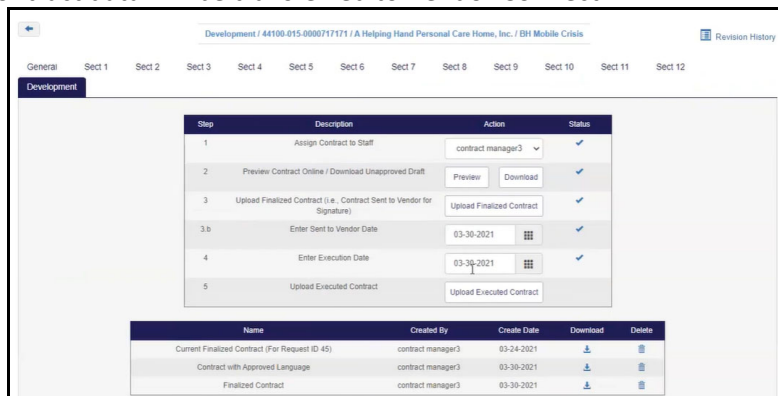 Development / 44100-015-0000717171 / A Helping Hand Personal Care Home, Inc. / BH Mobile Crisis
Revision History
General Sect 1 Sect 2 Sect 3 Sect 4 Sect 5 Sect 6 Sect 7 Sect 8 Sect 9 Sect 10 Sect 11 Sect 12
Development
Step Description Action Status
1 Assign Contract to Staff contract manager3
2 Preview Contract Online / Download Unapproved Draft Preview Download
3 Upload Finalized Contract (i.e., Contract Sent to Vendor for Signature) Upload Finalized Contract
3.b Enter Sent to Vendor Date 03-30-2021
4 Enter Execution Date 03-30-2021
5 Upload Executed Contract Upload Executed Contract
Name Created By Create Date Download Delete
Current Finalized Contract (For Request ID 45) contract manager3 03-24-2021
Contract with Approved Language contract manager3 03-30-2021
Finalized Contract contract manager3 03-30-2021